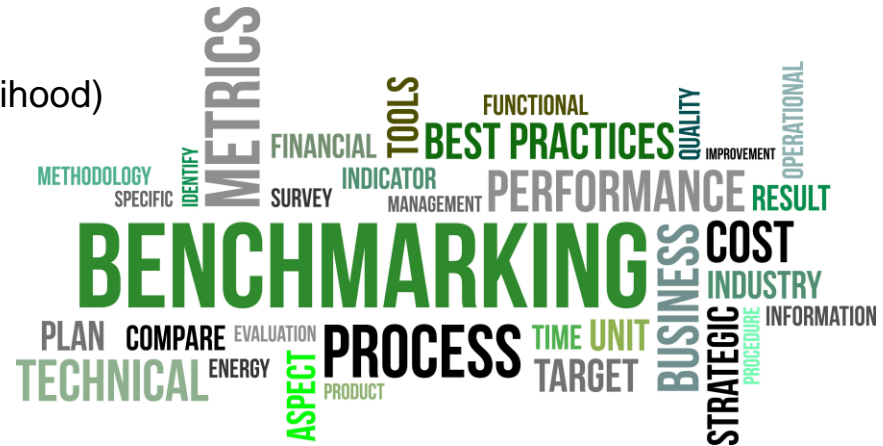 ihood)
METRICS
TOOLS
FUNCTIONAL
QUALITY
OPERATIONAL
FINANCIAL
BEST PRACTICES
IMPROVEMENT
METHODOLOGY
IDENTIFY
INDICATOR
SPECIFIC
SURVEY
MANAGEMENT
PERFORMANCE
RESULT
BENCHMARKING
BUSINESS
COST
INDUSTRY
INFORMATION
PLAN
COMPARE
EVALUATION
PROCESS
TIME
UNIT
STRATEGIC
PROCEDURE
TECHNICAL
ENERGY
ASPECT
PRODUCT
TARGET